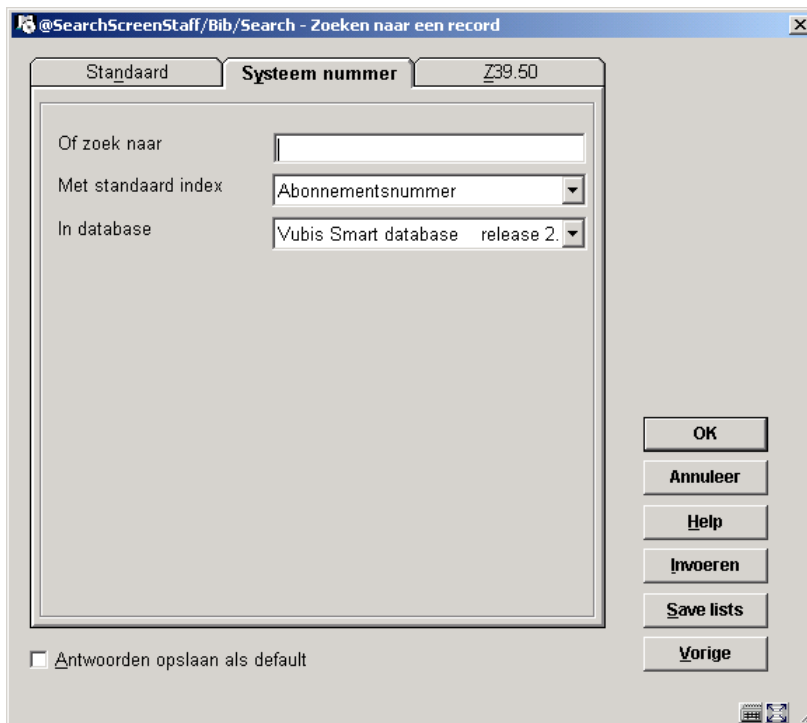 @SearchScreenStaff/Bib/Search - Zoeken naar een record
Standaard Systeem nummer Z39.50
Of zoek naar
Met standaard index Abonnementsnummer
In database Vubis Smart database release 2.
OK
Annuleer
Help
Invoeren
Save lists
Vorige
Antwoorden opslaan als default